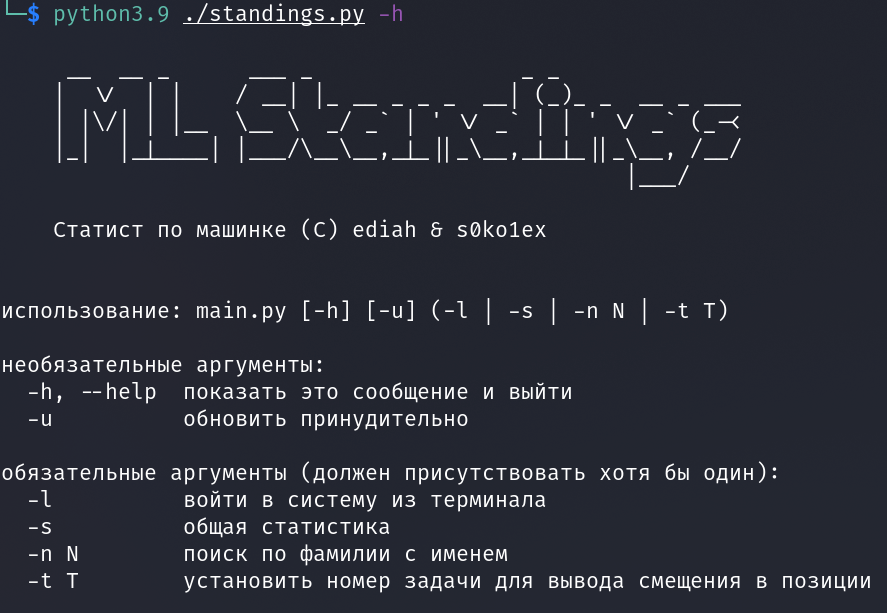 └─$ python3.9 ./standings.py -h
ML Standings
Статист по машинке (C) ediah & s0ko1ex
использование: main.py [-h] [-u] (-l | -s | -n N | -t T)
необязательные аргументы:
-h, --help показать это сообщение и выйти
-u обновить принудительно
обязательные аргументы (должен присутствовать хотя бы один):
-l войти в систему из терминала
-s общая статистика
-n N поиск по фамилии с именем
-t T установить номер задачи для вывода смещения в позиции